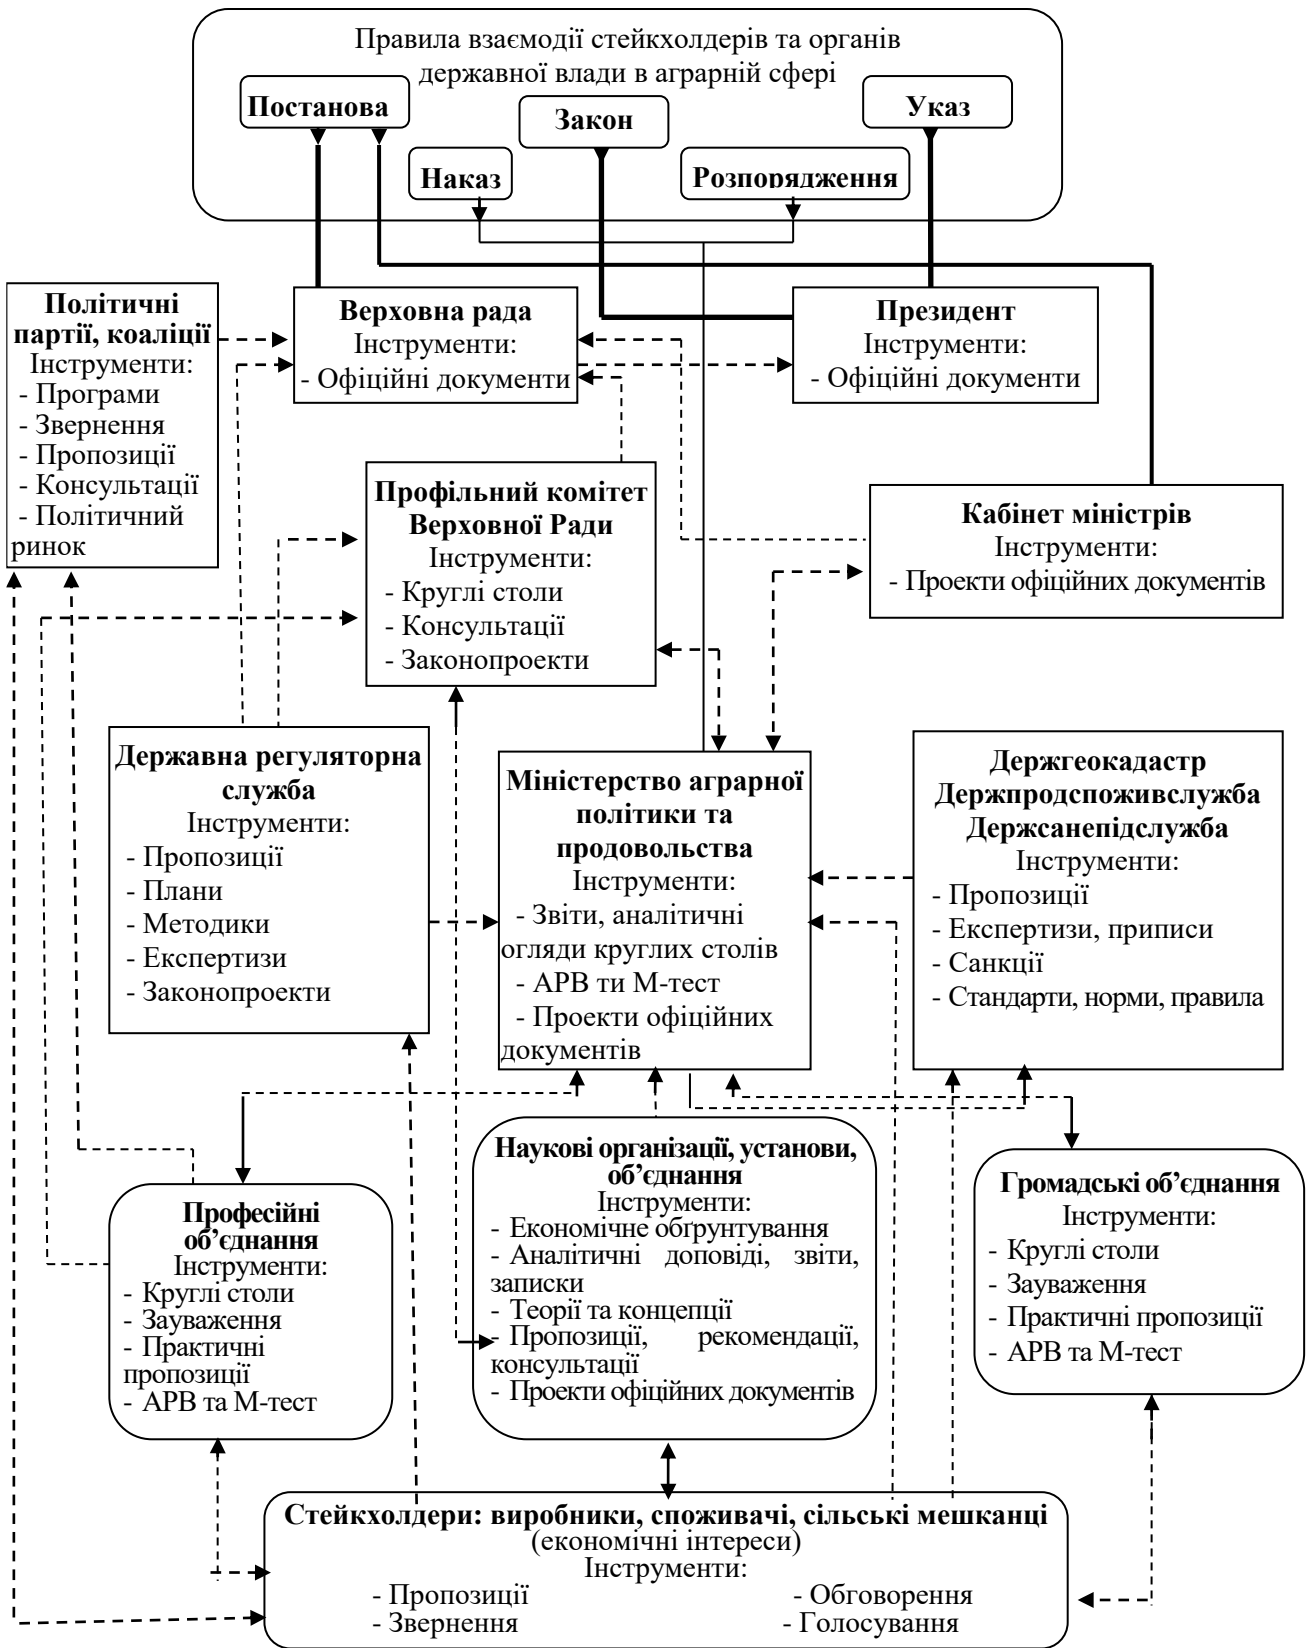 Правила взаємодії стейкхолдерів та органів
державної влади в аграрній сфері
Постанова
Закон
Указ
Наказ
Розпорядження
Політичні
партії, коаліції
Інструменти:
- Програми
- Звернення
- Пропозиції
- Консультації
- Політичний
ринок
Верховна рада
Інструменти:
- Офіційні документи
Президент
Інструменти:
- Офіційні документи
Профільний комітет
Верховної Ради
Інструменти:
- Круглі столи
- Консультації
- Законопроекти
Кабінет міністрів
Інструменти:
- Проекти офіційних документів
Державна регуляторна
служба
Інструменти:
- Пропозиції
- Плани
- Методики
- Експертизи
- Законопроекти
Міністерство аграрної
політики та
продовольства
Інструменти:
- Звіти, аналітичні
огляди круглих столів
- АРВ ти М-тест
- Проекти офіційних
документів
Держгеокадастр
Держпродспоживслужба
Держсанепідслужба
Інструменти:
- Пропозиції
- Експертизи, приписи
- Санкції
- Стандарти, норми, правила
Професійні
об’єднання
Інструменти:
- Круглі столи
- Зауваження
- Практичні
пропозиції
- АРВ та М-тест
Наукові організації, установи,
об’єднання
Інструменти:
- Економічне обґрунтування
- Аналітичні доповіді, звіти,
записки
- Теорії та концепції
- Пропозиції, рекомендації,
консультації
- Проекти офіційних документів
Громадські об’єднання
Інструменти:
- Круглі столи
- Зауваження
- Практичні пропозиції
- АРВ та М-тест
Стейкхолдери: виробники, споживачі, сільські мешканці
(економічні інтереси)
Інструменти:
- Пропозиції
- Звернення
- Обговорення
- Голосування